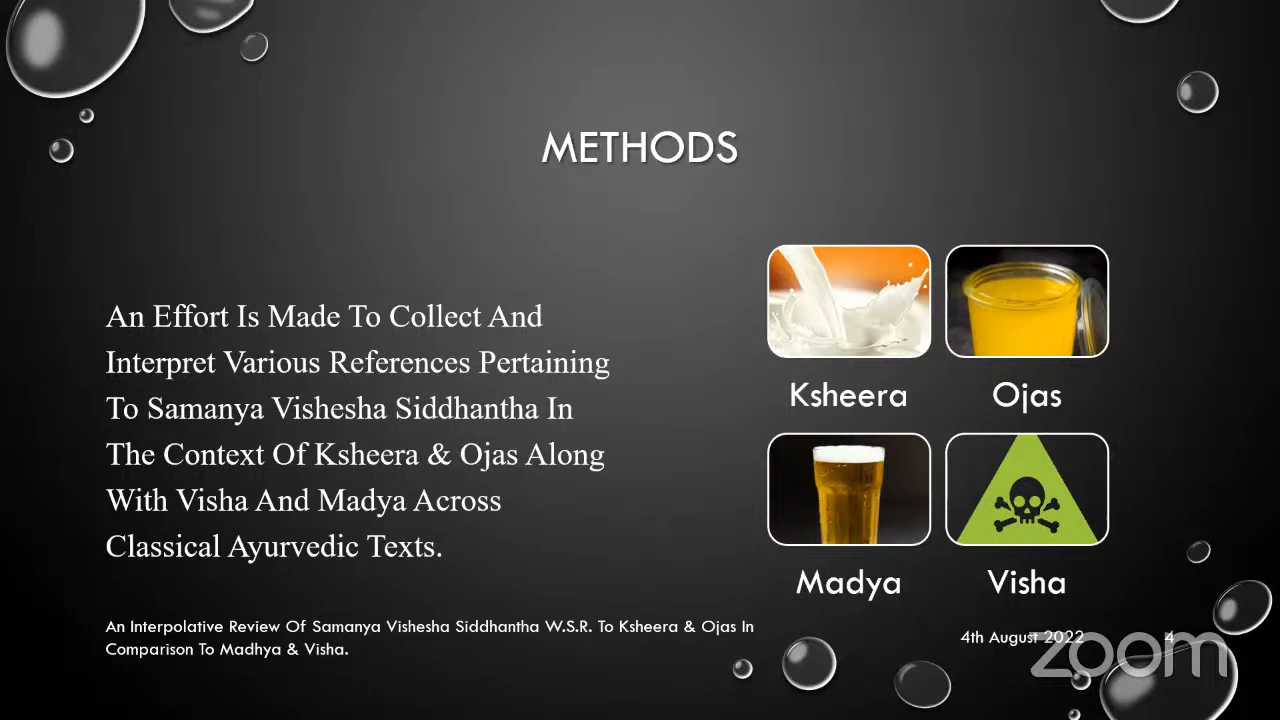 METHODS
An Effort Is Made To Collect And
Interpret Various References Pertaining
To Samanya Vishesha Siddhantha In
The Context Of Ksheera & Ojas Along
With Visha And Madya Across
Classical Ayurvedic Texts.
Ksheera
Ojas
Madya
Visha
An Interpolative Review Of Samanya Vishesha Siddhantha W.S.R. To Ksheera & Ojas In
Comparison To Madhya & Visha.
4th August 2022
4
zoom